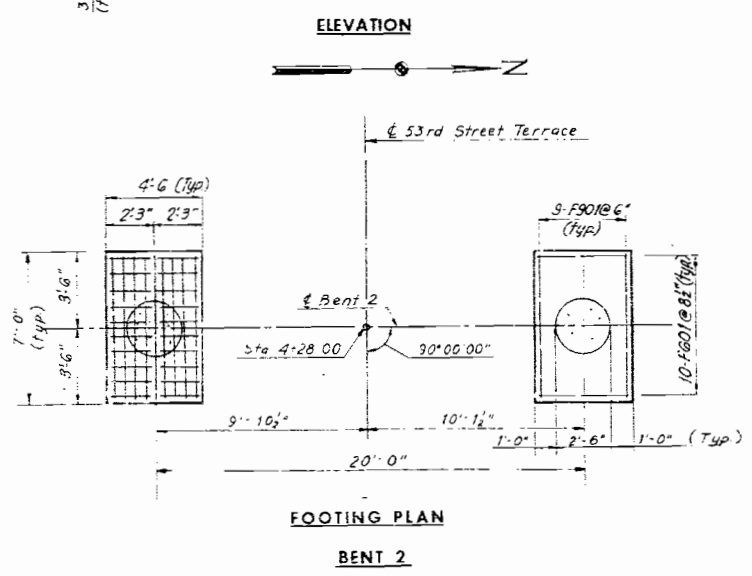 ELEVATION
N
℄ 53rd Street Terrace
4'-6 (Typ.)
2'-3" 2'-3"
9-F901@6"
(typ.)
3'-6"
7'-0"
(typ.)
3'-6"
℄ Bent 2
Sta 4+28.00
90°00'00"
10-F601@8½"(typ.)
9'-10½"
10'-1½"
1'-0" 2'-6" 1'-0" (Typ.)
20'-0"
FOOTING PLAN
BENT 2